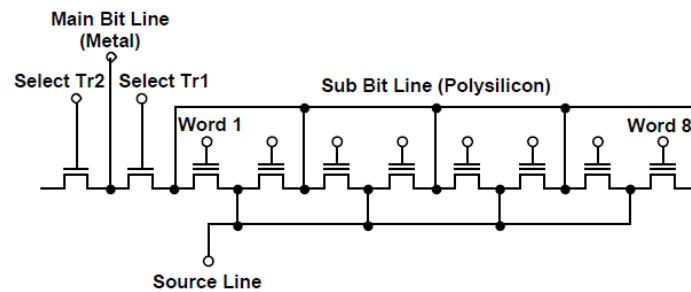 Main Bit Line
(Metal)
Select Tr2
Select Tr1
Sub Bit Line (Polysilicon)
Word 1
Word 8
Source Line